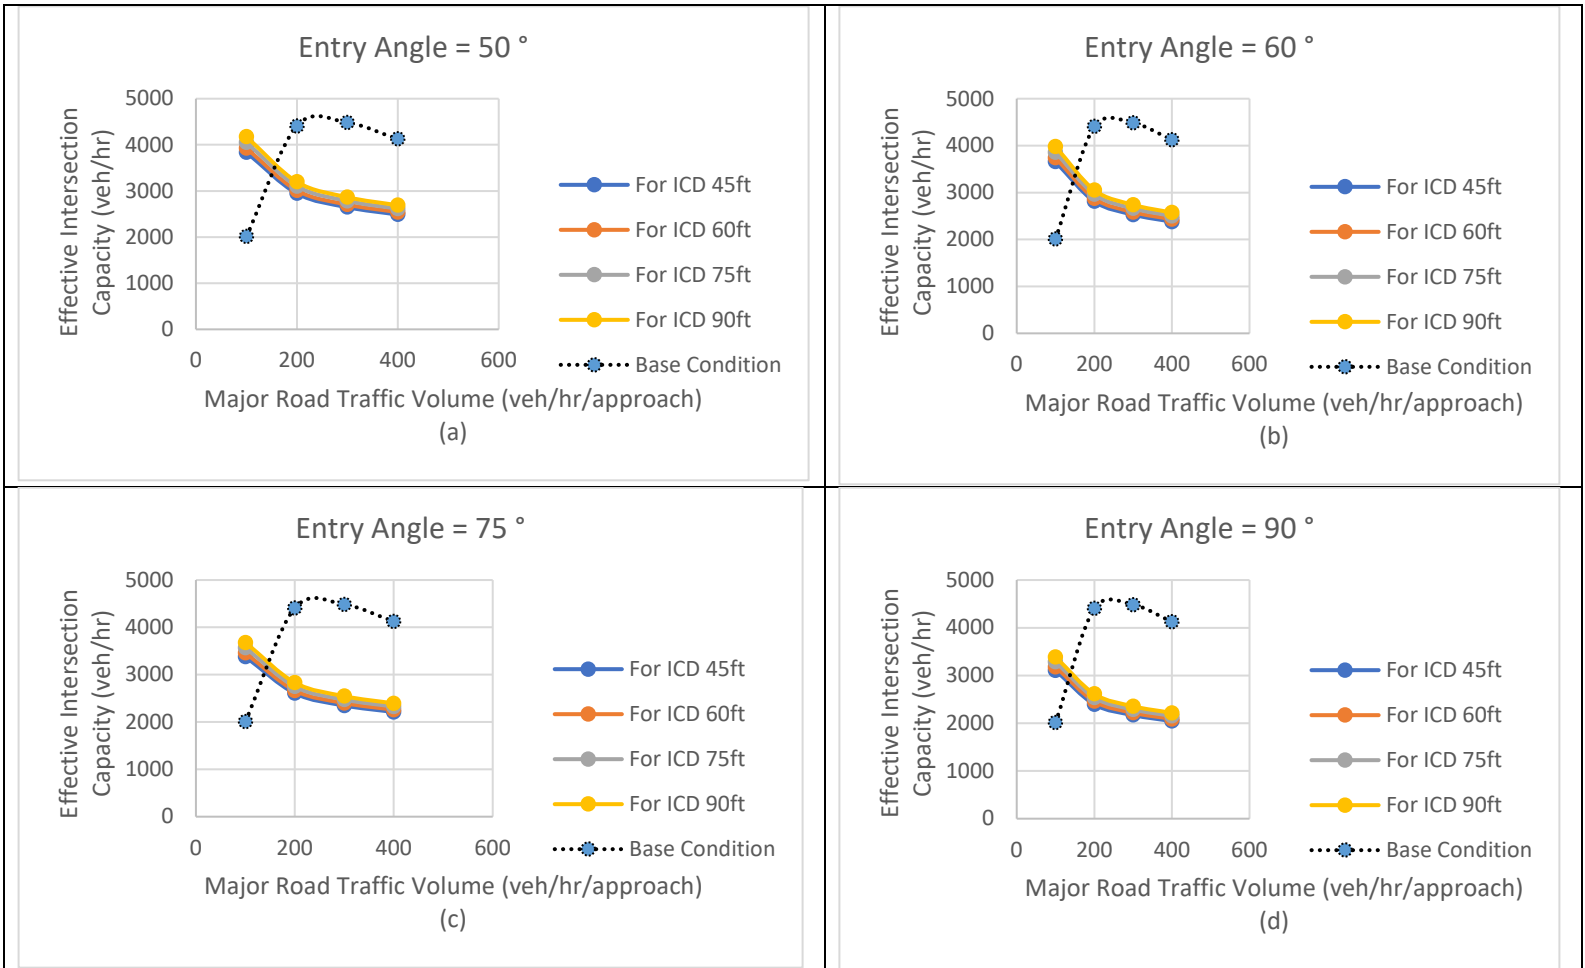 Entry Angle = 50 °
Effective Intersection
Capacity (veh/hr)
5000
4000
3000
2000
1000
0
0 200 400 600
For ICD 45ft
For ICD 60ft
For ICD 75ft
For ICD 90ft
Base Condition
Major Road Traffic Volume (veh/hr/approach)
(a)
Entry Angle = 60 °
Effective Intersection
Capacity (veh/hr)
5000
4000
3000
2000
1000
0
0 200 400 600
For ICD 45ft
For ICD 60ft
For ICD 75ft
For ICD 90ft
Base Condition
Major Road Traffic Volume (veh/hr/approach)
(b)
Entry Angle = 75 °
Effective Intersection
Capacity (veh/hr)
5000
4000
3000
2000
1000
0
0 200 400 600
For ICD 45ft
For ICD 60ft
For ICD 75ft
For ICD 90ft
Base Condition
Major Road Traffic Volume (veh/hr/approach)
(c)
Entry Angle = 90 °
Effective Intersection
Capacity (veh/hr)
5000
4000
3000
2000
1000
0
0 200 400 600
For ICD 45ft
For ICD 60ft
For ICD 75ft
For ICD 90ft
Base Condition
Major Road Traffic Volume (veh/hr/approach)
(d)